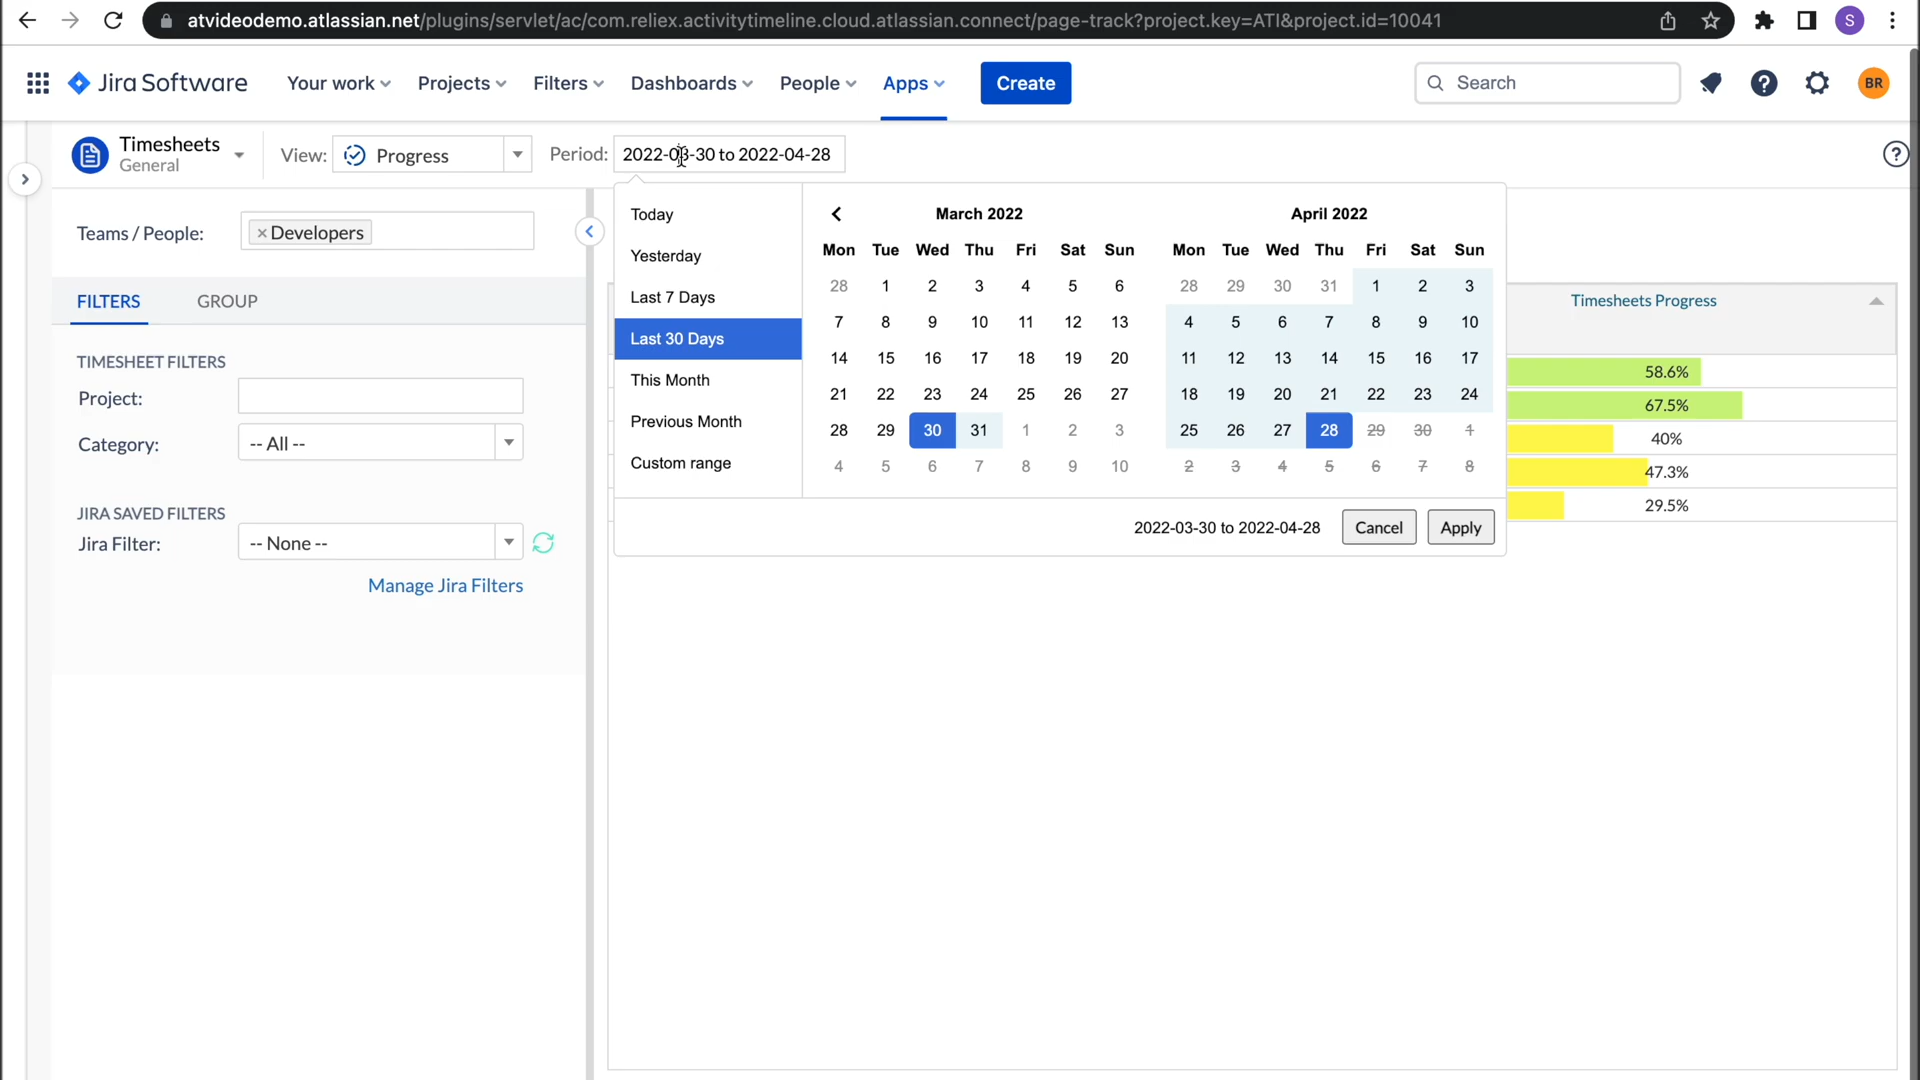 atvideodemo.atlassian.net/plugins/servlet/ac/com.reliex.activitytimeline.cloud.atlassian.connect/page-track?project.key=ATI&project.id=10041
S
Jira Software Your work Projects Filters Dashboards People Apps Create Search ? BR
Timesheets
General
View: Progress Period: 2022-03-30 to 2022-04-28 ?
Teams / People: × Developers
FILTERS GROUP
TIMESHEET FILTERS
Project:
Category: -- All --
JIRA SAVED FILTERS
Jira Filter: -- None --
Manage Jira Filters
Today
Yesterday
Last 7 Days
Last 30 Days
This Month
Previous Month
Custom range
March 2022
Mon Tue Wed Thu Fri Sat Sun
28 1 2 3 4 5 6
7 8 9 10 11 12 13
14 15 16 17 18 19 20
21 22 23 24 25 26 27
28 29 30 31 1 2 3
4 5 6 7 8 9 10
April 2022
Mon Tue Wed Thu Fri Sat Sun
28 29 30 31 1 2 3
4 5 6 7 8 9 10
11 12 13 14 15 16 17
18 19 20 21 22 23 24
25 26 27 28 29 30 1
2 3 4 5 6 7 8
2022-03-30 to 2022-04-28 Cancel Apply
Timesheets Progress
58.6%
67.5%
40%
47.3%
29.5%